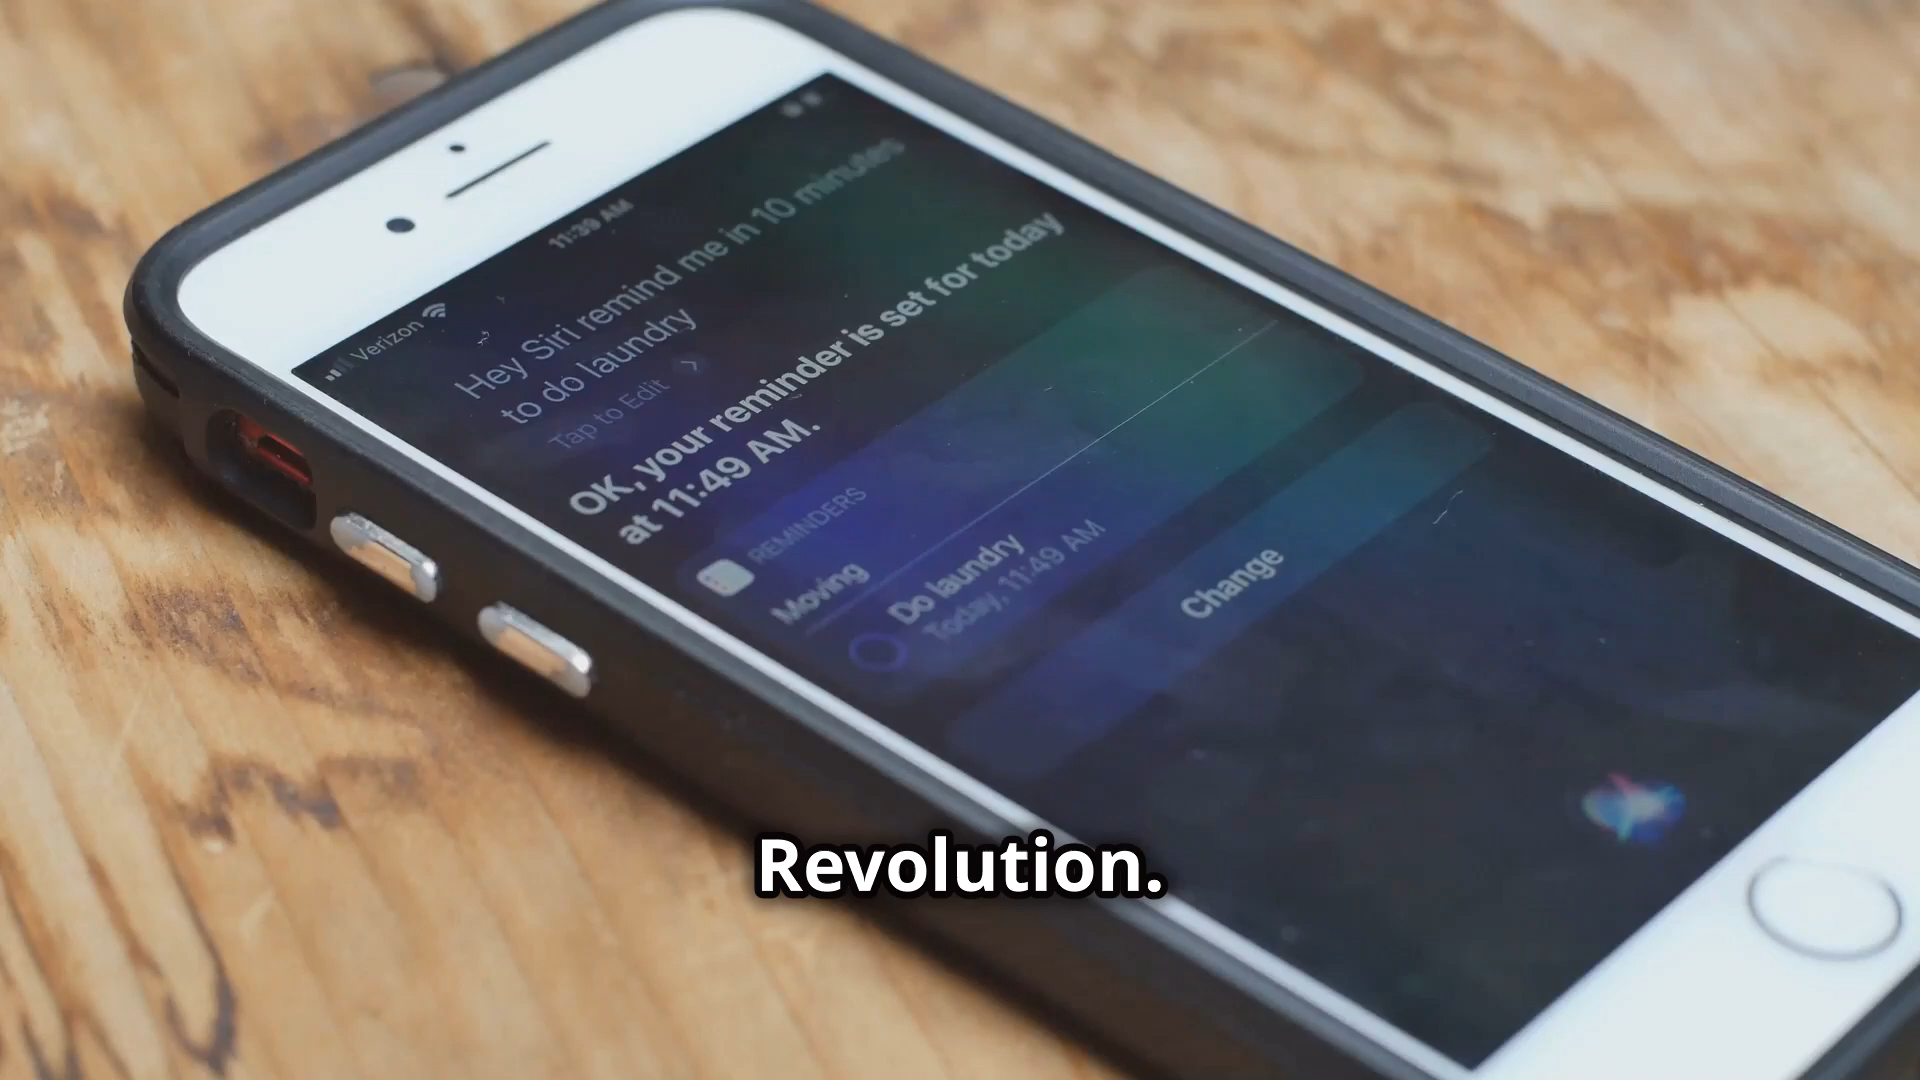 11:39 AM
Verizon
Hey Siri remind me in 10 minutes
to do laundry
Tap to Edit
OK, your reminder is set for today
at 11:49 AM.
REMINDERS
Moving
Do laundry
Today, 11:49 AM
Change
Revolution.